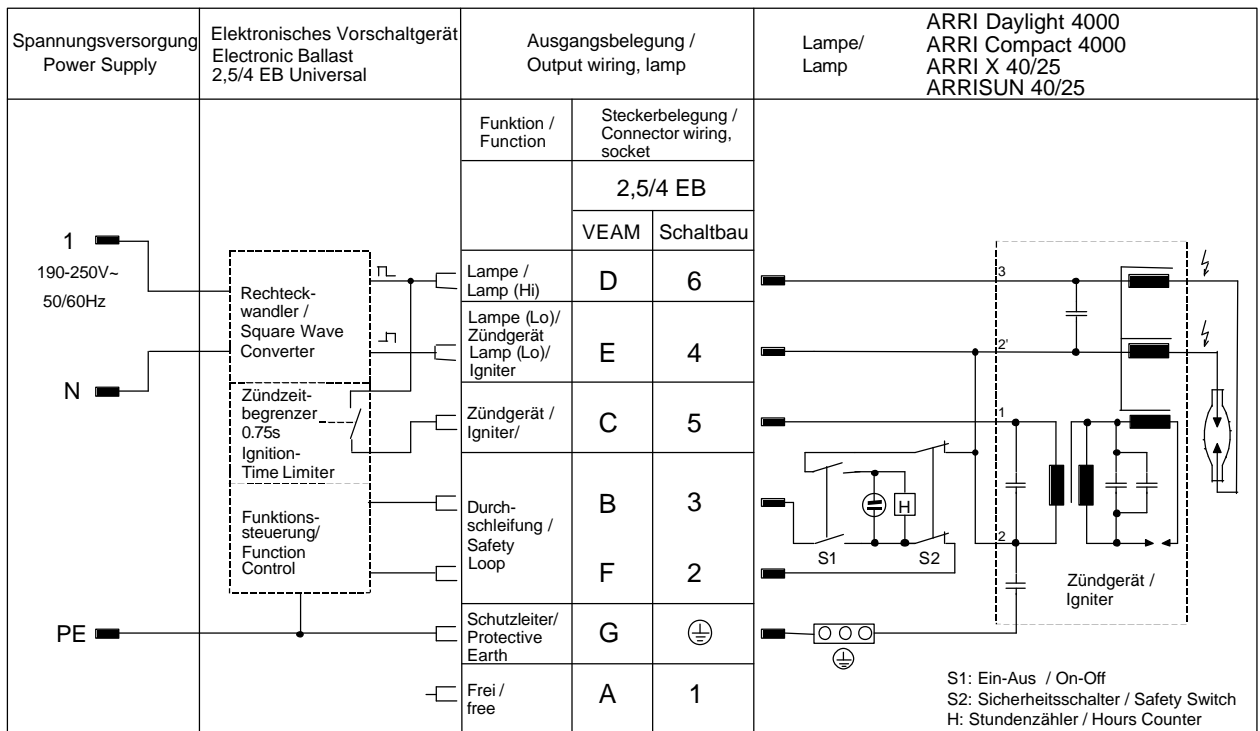 Spannungsversorgung
Power Supply
Elektronisches Vorschaltgerät
Electronic Ballast
2,5/4 EB Universal
Ausgangsbelegung /
Output wiring, lamp
Lampe/
Lamp
ARRI Daylight 4000
ARRI Compact 4000
ARRI X 40/25
ARRISUN 40/25
Funktion /
Function
Steckerbelegung /
Connector wiring,
socket
2,5/4 EB
VEAM
Schaltbau
1
190-250V~
50/60Hz
N
PE
Rechteck-
wandler /
Square Wave
Converter
Zündzeit-
begrenzer
0.75s
Ignition-
Time Limiter
Funktions-
steuerung/
Function
Control
Lampe /
Lamp (Hi)
D
6
Lampe (Lo)/
Zündgerät
Lamp (Lo)/
Igniter
E
4
Zündgerät /
Igniter/
C
5
Durch-
schleifung /
Safety
Loop
B
3
F
2
Schutzleiter/
Protective
Earth
G
Frei /
free
A
1
3
2'
1
2
H
S1
S2
Zündgerät /
Igniter
S1: Ein-Aus / On-Off
S2: Sicherheitsschalter / Safety Switch
H: Stundenzähler / Hours Counter